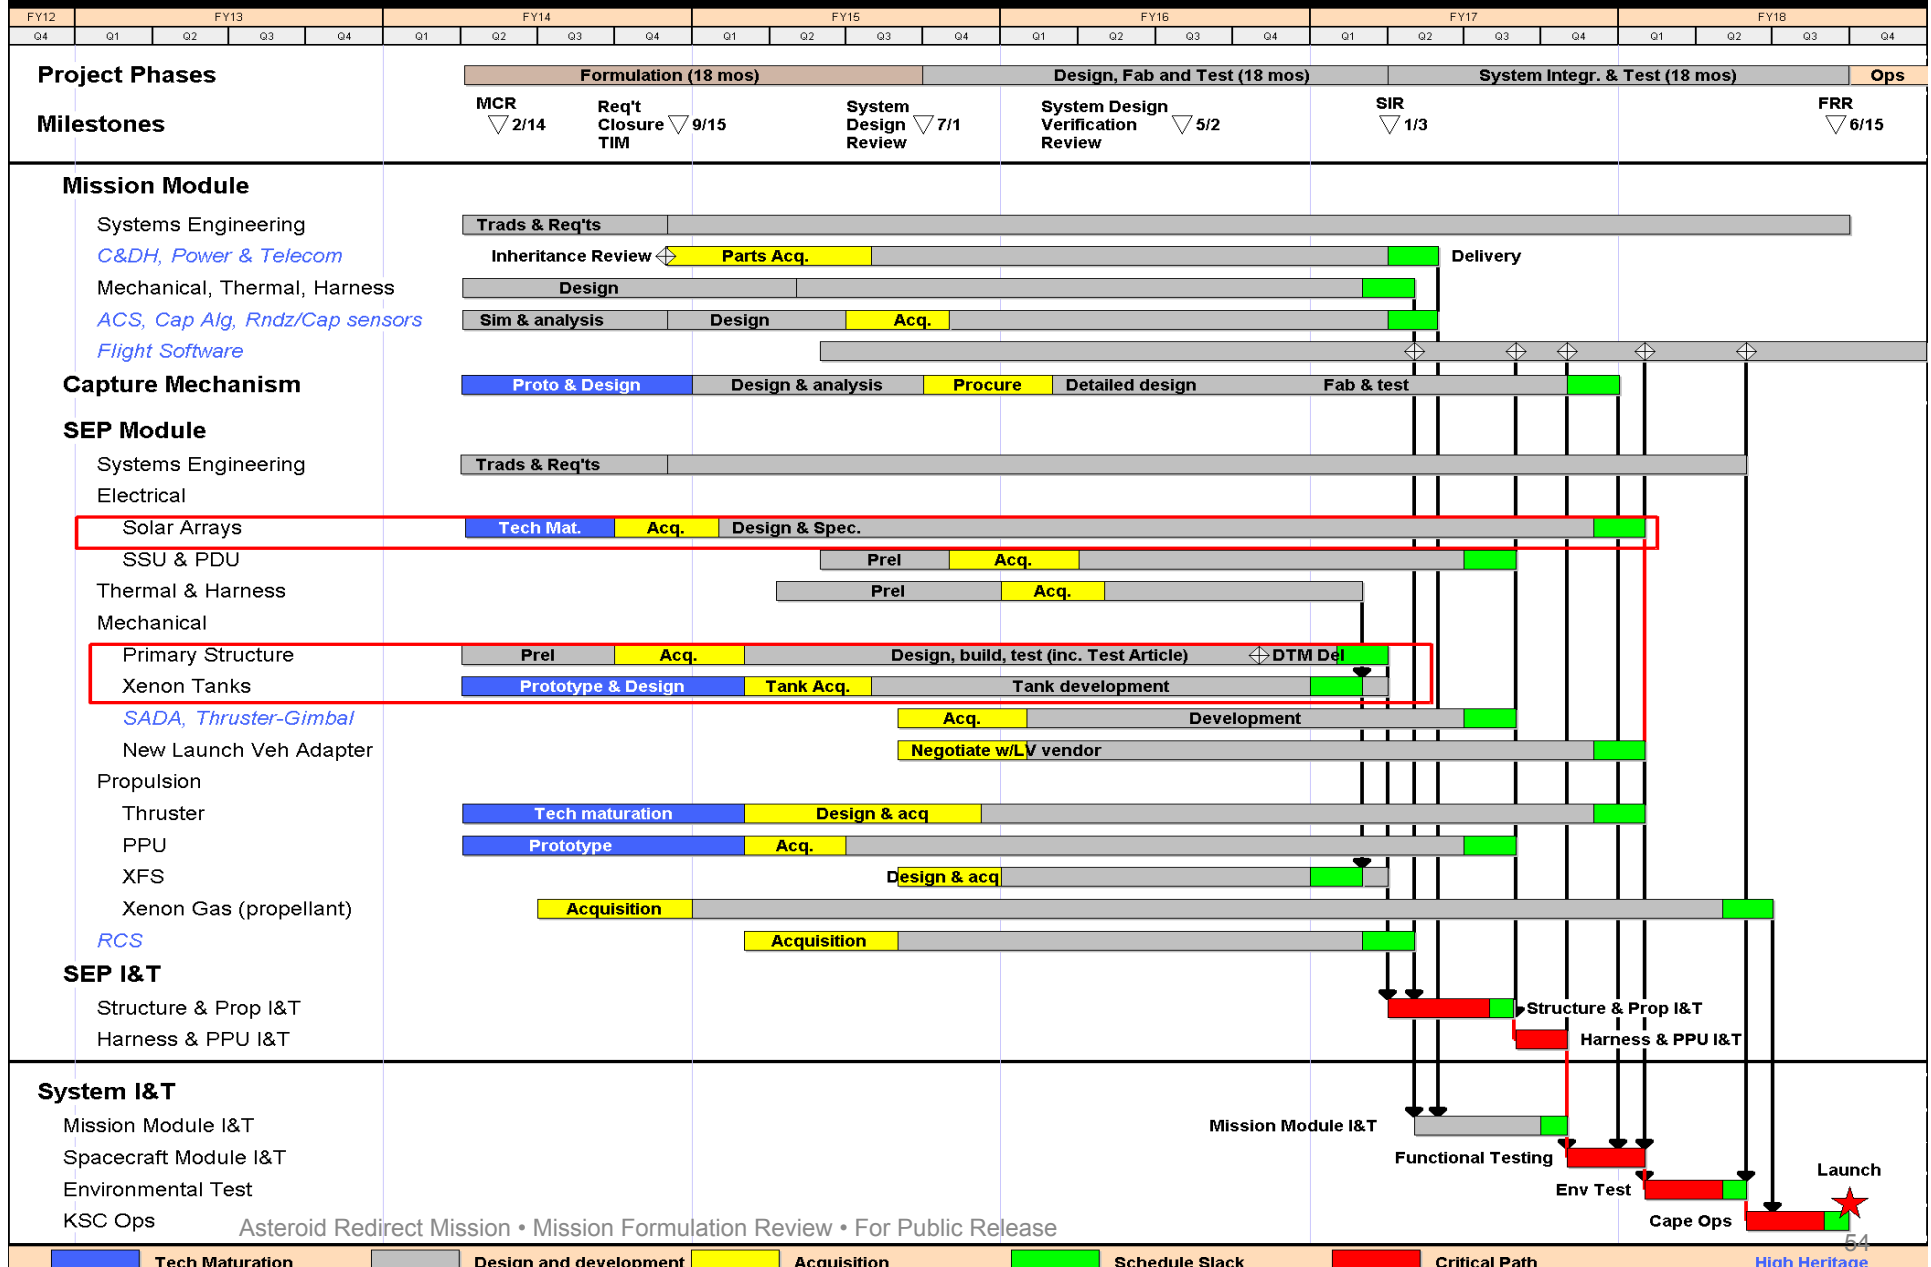 FY12 FY13 FY14 FY15 FY16 FY17 FY18
Q4 Q1 Q2 Q3 Q4 Q1 Q2 Q3 Q4 Q1 Q2 Q3 Q4 Q1 Q2 Q3 Q4 Q1 Q2 Q3 Q4 Q1 Q2 Q3 Q4
Project Phases Formulation (18 mos) Design, Fab and Test (18 mos) System Integr. & Test (18 mos) Ops
Milestones
MCR
2/14
Req't
Closure 9/15
TIM
System
Design 7/1
Review
System Design
Verification 5/2
Review
SIR
1/3
FRR
6/15
Mission Module
Systems Engineering Trads & Req'ts
C&DH, Power & Telecom Inheritance Review Parts Acq. Delivery
Mechanical, Thermal, Harness Design
ACS, Cap Alg, Rndz/Cap sensors Sim & analysis Design Acq.
Flight Software
Capture Mechanism Proto & Design Design & analysis Procure Detailed design Fab & test
SEP Module
Systems Engineering Trads & Req'ts
Electrical
Solar Arrays Tech Mat. Acq. Design & Spec.
SSU & PDU Prel Acq.
Thermal & Harness Prel Acq.
Mechanical
Primary Structure Prel Acq. Design, build, test (inc. Test Article) DTM Del
Xenon Tanks Prototype & Design Tank Acq. Tank development
SADA, Thruster-Gimbal Acq. Development
New Launch Veh Adapter Negotiate w/LV vendor
Propulsion
Thruster Tech maturation Design & acq
PPU Prototype Acq.
XFS Design & acq
Xenon Gas (propellant) Acquisition
RCS Acquisition
SEP I&T
Structure & Prop I&T Structure & Prop I&T
Harness & PPU I&T Harness & PPU I&T
System I&T
Mission Module I&T Mission Module I&T
Spacecraft Module I&T Functional Testing
Environmental Test Env Test Launch
KSC Ops Cape Ops
Asteroid Redirect Mission • Mission Formulation Review • For Public Release
54
Tech Maturation Design and development Acquisition Schedule Slack Critical Path High Heritage